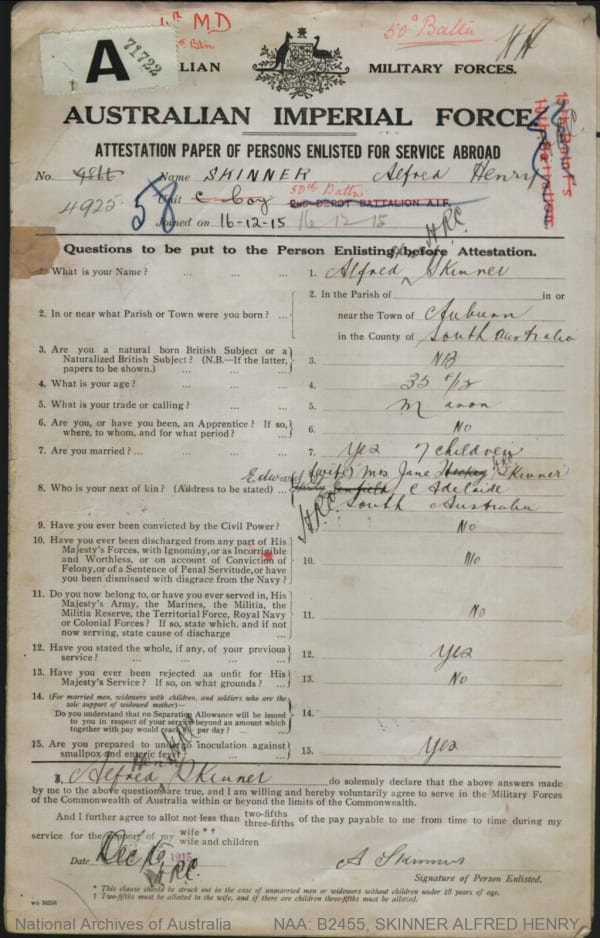 4th MD
50th Battn
A 71722
AUSTRALIAN MILITARY FORCES.
AUSTRALIAN IMPERIAL FORCE
ATTESTATION PAPER OF PERSONS ENLISTED FOR SERVICE ABROAD
No. Name SKINNER Alfred Henry
4925 58 Unit C Coy 50th Battn 2ND DEPOT BATTALION A.I.F.
Joined on 16-12-15 16-12-15
Questions to be put to the Person Enlisting before Attestation.
1. What is your Name? ... ... ... 1. Alfred Skinner
2. In or near what Parish or Town were you born? ... 2. In the Parish of in or
near the Town of Auburn
in the County of South Australia
3. Are you a natural born British Subject or a
Naturalized British Subject? (N.B.—If the latter,
papers to be shown.) ... ... 3. NB
4. What is your age? ... ... ... 4. 35
5. What is your trade or calling? ... ... 5. Mason
6. Are you, or have you been, an Apprentice? If so,
where, to whom, and for what period? ... 6. No
7. Are you married? ... ... ... 7. Yes 7 children
8. Who is your next of kin? (Address to be stated) ... Edward (wife) Mrs Jane Skinner
Enfield Adelaide
South Australia
H.R.C.
9. Have you ever been convicted by the Civil Power? No
10. Have you ever been discharged from any part of His
Majesty's Forces, with Ignominy, or as Incorrigible
and Worthless, or on account of Conviction of
Felony, or of a Sentence of Penal Servitude, or have
you been dismissed with disgrace from the Navy? 10. No
11. Do you now belong to, or have you ever served in, His
Majesty's Army, the Marines, the Militia, the
Militia Reserve, the Territorial Force, Royal Navy
or Colonial Forces? If so, state which, and if not
now serving, state cause of discharge ... 11. No
12. Have you stated the whole, if any, of your previous
service? ... ... ... ... 12. Yes
13. Have you ever been rejected as unfit for His
Majesty's Service? If so, on what grounds? ... 13. No
14. (For married men, widowers with children, and soldiers who are the
sole support of widowed mother)—
Do you understand that no Separation Allowance will be issued
to you in respect of your service beyond an amount which
together with pay would reach per day? ... 14.
15. Are you prepared to undergo inoculation against
smallpox and enteric fever? ... 15. Yes
I, Alfred Henry Skinner do solemnly declare that the above answers made
by me to the above questions are true, and I am willing and hereby voluntarily agree to serve in the Military Forces
of the Commonwealth of Australia within or beyond the limits of the Commonwealth.
And I further agree to allot not less than two-fifths three-fifths of the pay payable to me from time to time during my
service for the support of my wife * † wife and children
Date Dec 16 1915 H.R.C. A Skinner
Signature of Person Enlisted.
* This clause should be struck out in the case of unmarried men or widowers without children under 18 years of age.
† Two-fifths must be allotted to the wife, and if there are children three-fifths must be allotted.
National Archives of Australia NAA: B2455, SKINNER ALFRED HENRY